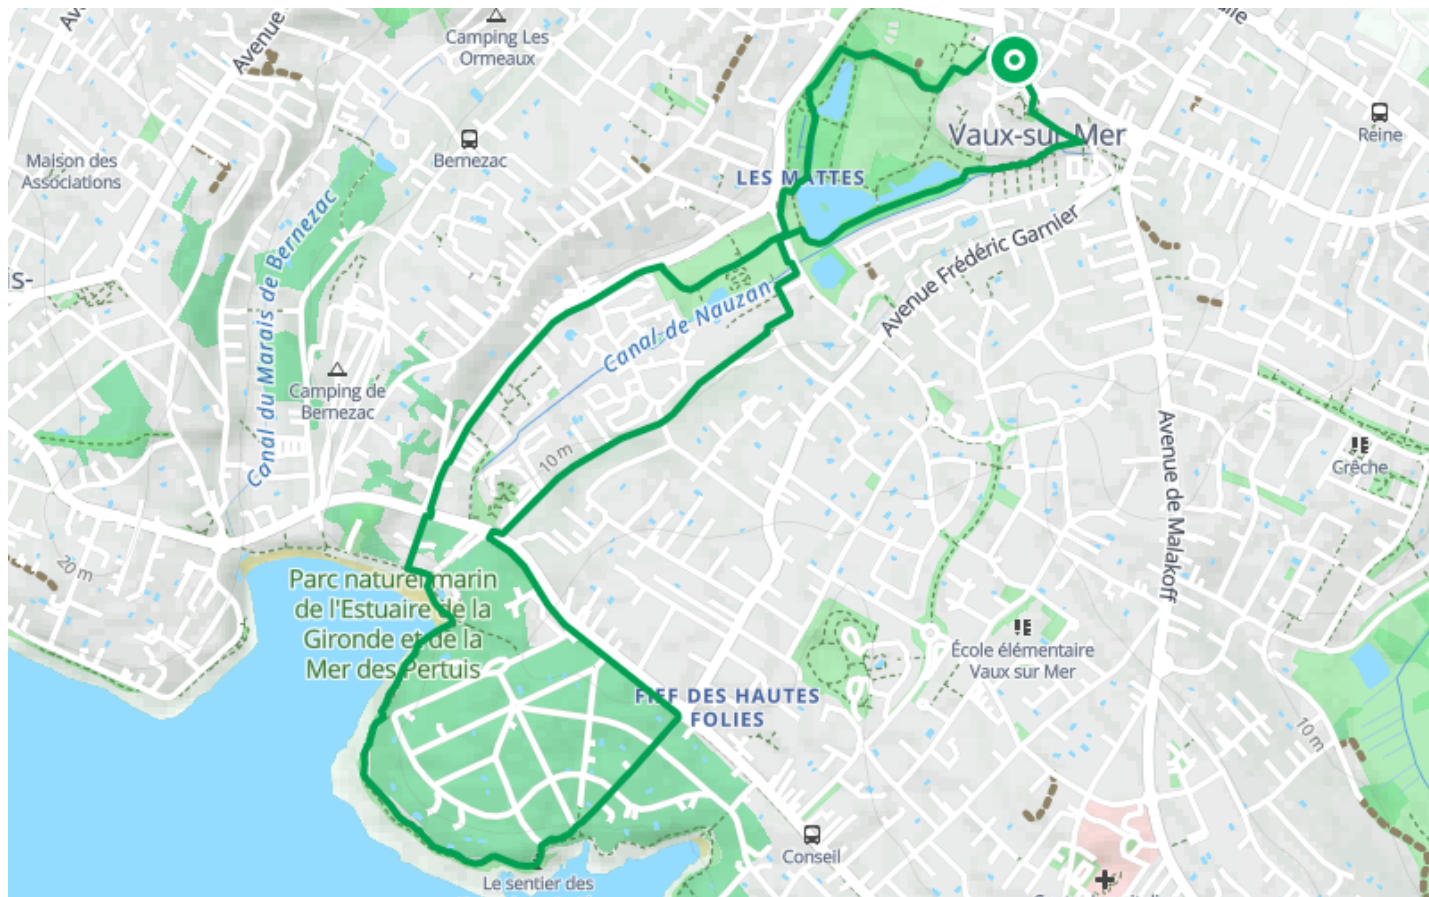 Avenue
Camping Les
Ormeaux
Bernezac
Maison des
Associations
Reine
Vaux-sur-Mer
LES MATTES
Avenue Frédéric Garnier
Canal du Marais de Bernezac
is-
Canal de Nauzan
Camping de
Bernezac
10 m
Avenue de Malakoff
Crêche
20 m
Parc naturel marin
de l'Estuaire de la
Gironde et de la
Mer des Pertuis
École élémentaire
Vaux sur Mer
FIEF DES HAUTES
FOLIES
10 m
Conseil
Le sentier des